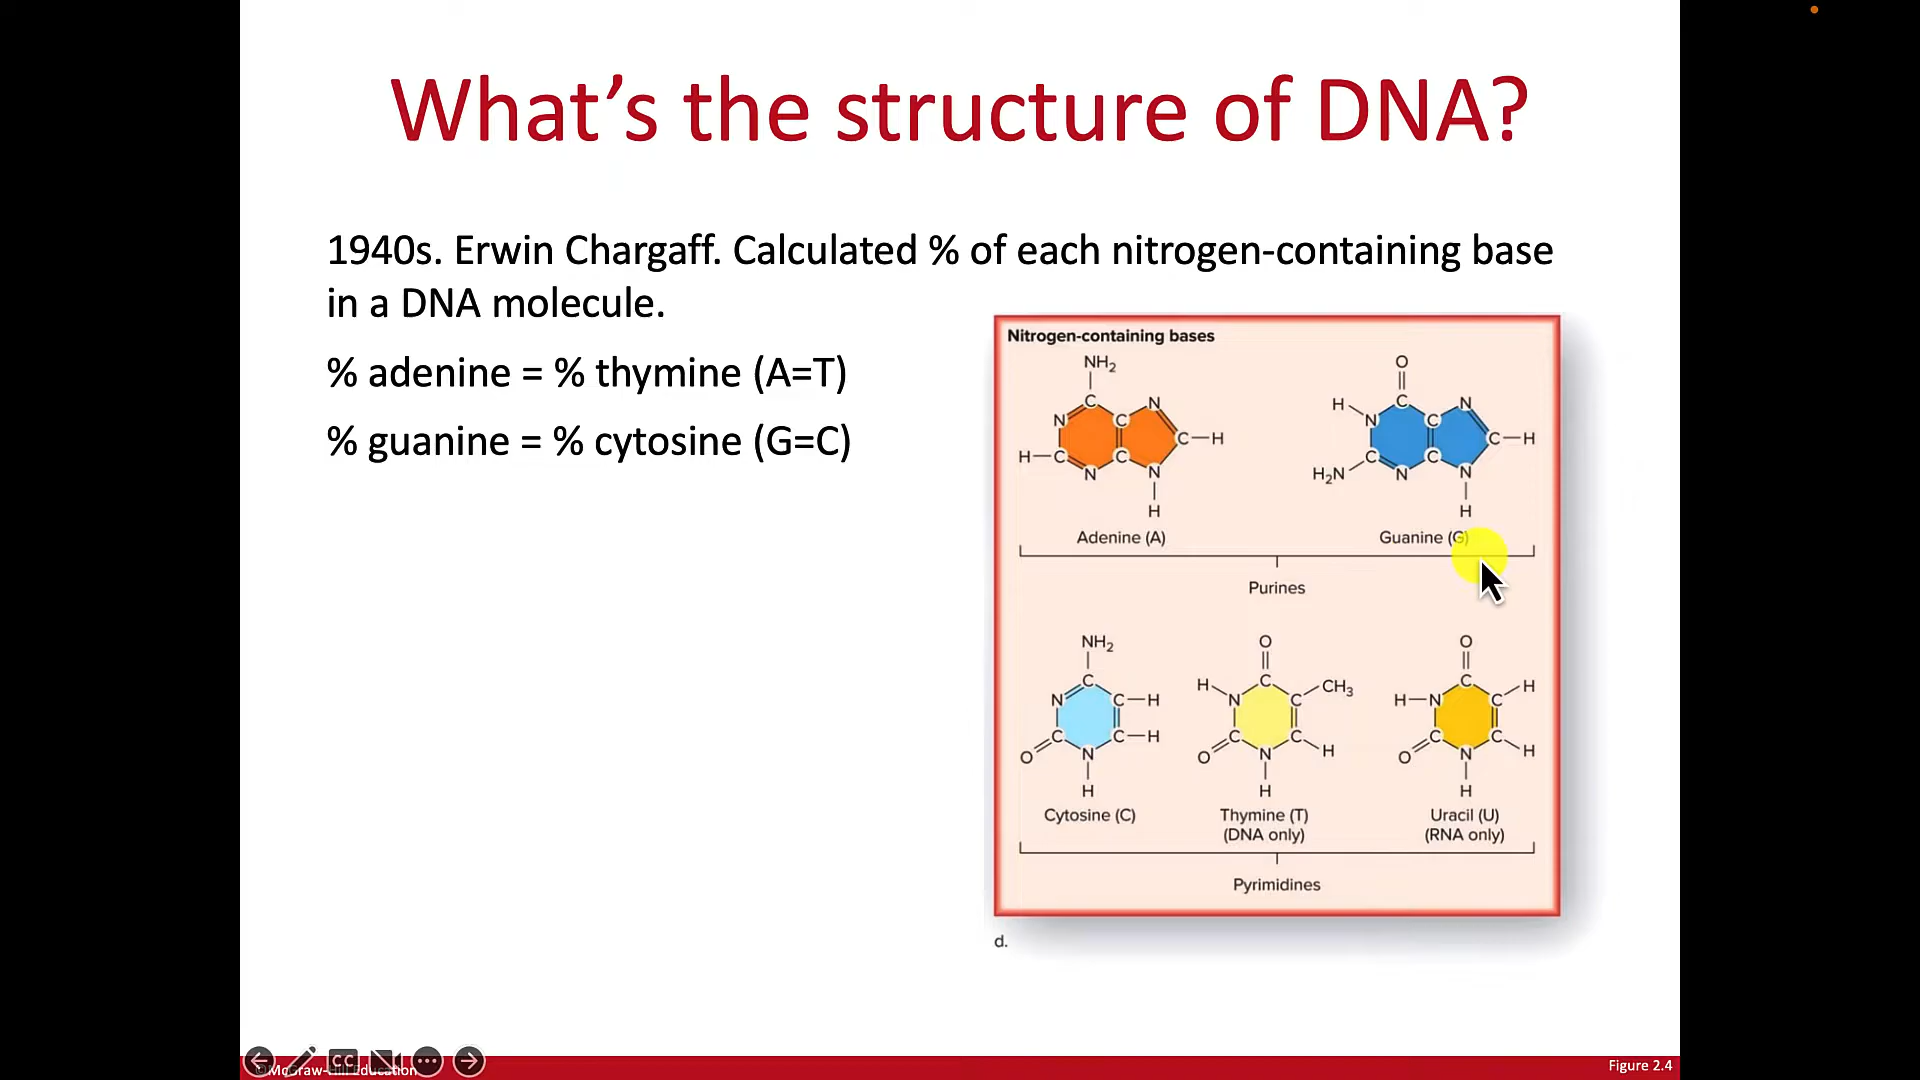 What’s the structure of DNA?
1940s. Erwin Chargaff. Calculated % of each nitrogen-containing base
in a DNA molecule.
% adenine = % thymine (A=T)
% guanine = % cytosine (G=C)
Nitrogen-containing bases
NH₂
C
N
C
N
C
H
H
C
N
C
N
H
Adenine (A)
O
H
N
C
C
N
C
H
H₂N
C
N
C
N
H
Guanine (G)
Purines
NH₂
N
C
C
H
C
H
O
C
N
H
Cytosine (C)
O
H
N
C
C
CH₃
O
C
N
C
H
H
Thymine (T)
(DNA only)
O
H
N
C
C
H
O
C
N
C
H
H
Uracil (U)
(RNA only)
Pyrimidines
d.
CC
©McGraw-Hill Education
Figure 2.4